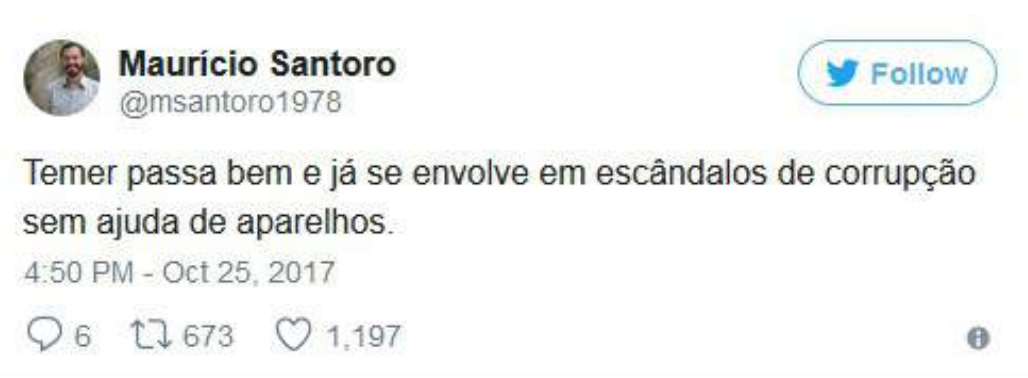 Maurício Santoro
@msantoro1978
Follow
Temer passa bem e já se envolve em escândalos de corrupção
sem ajuda de aparelhos.
4:50 PM - Oct 25, 2017
6 673 1,197